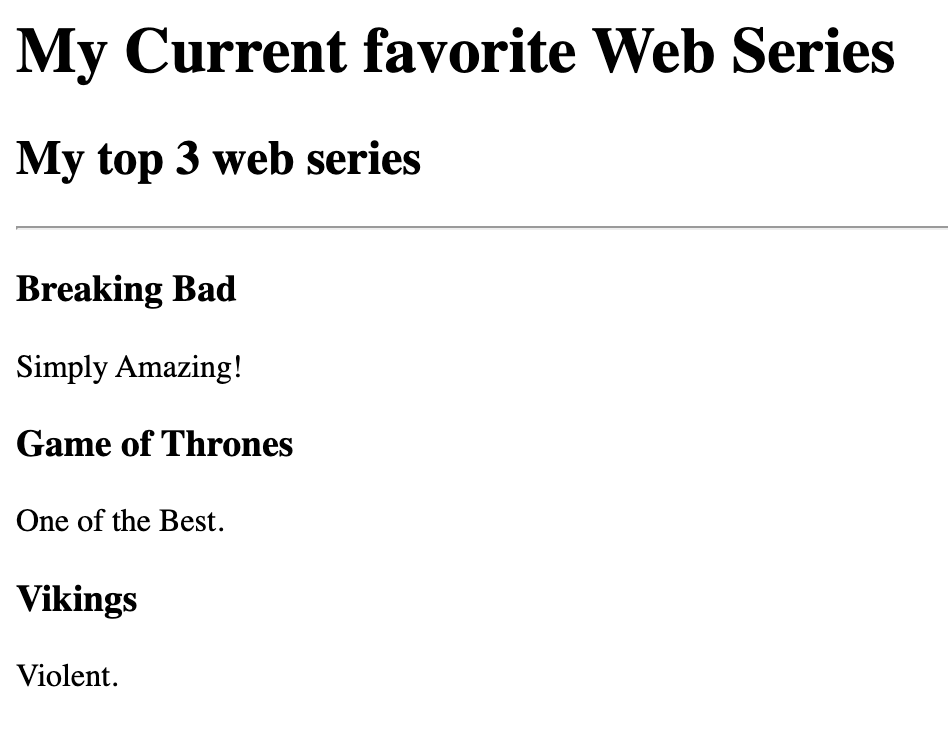 My Current favorite Web Series
My top 3 web series
Breaking Bad
Simply Amazing!
Game of Thrones
One of the Best.
Vikings
Violent.